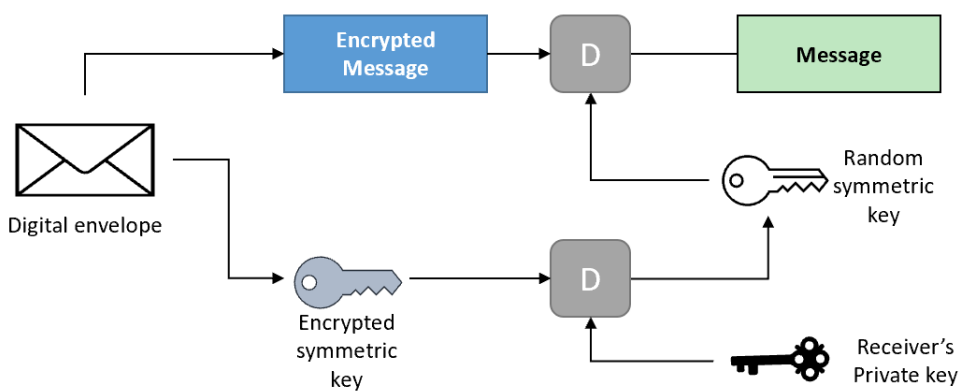 Encrypted
Message
D
Message
Digital envelope
Random
symmetric
key
D
Encrypted
symmetric
key
Receiver's
Private key